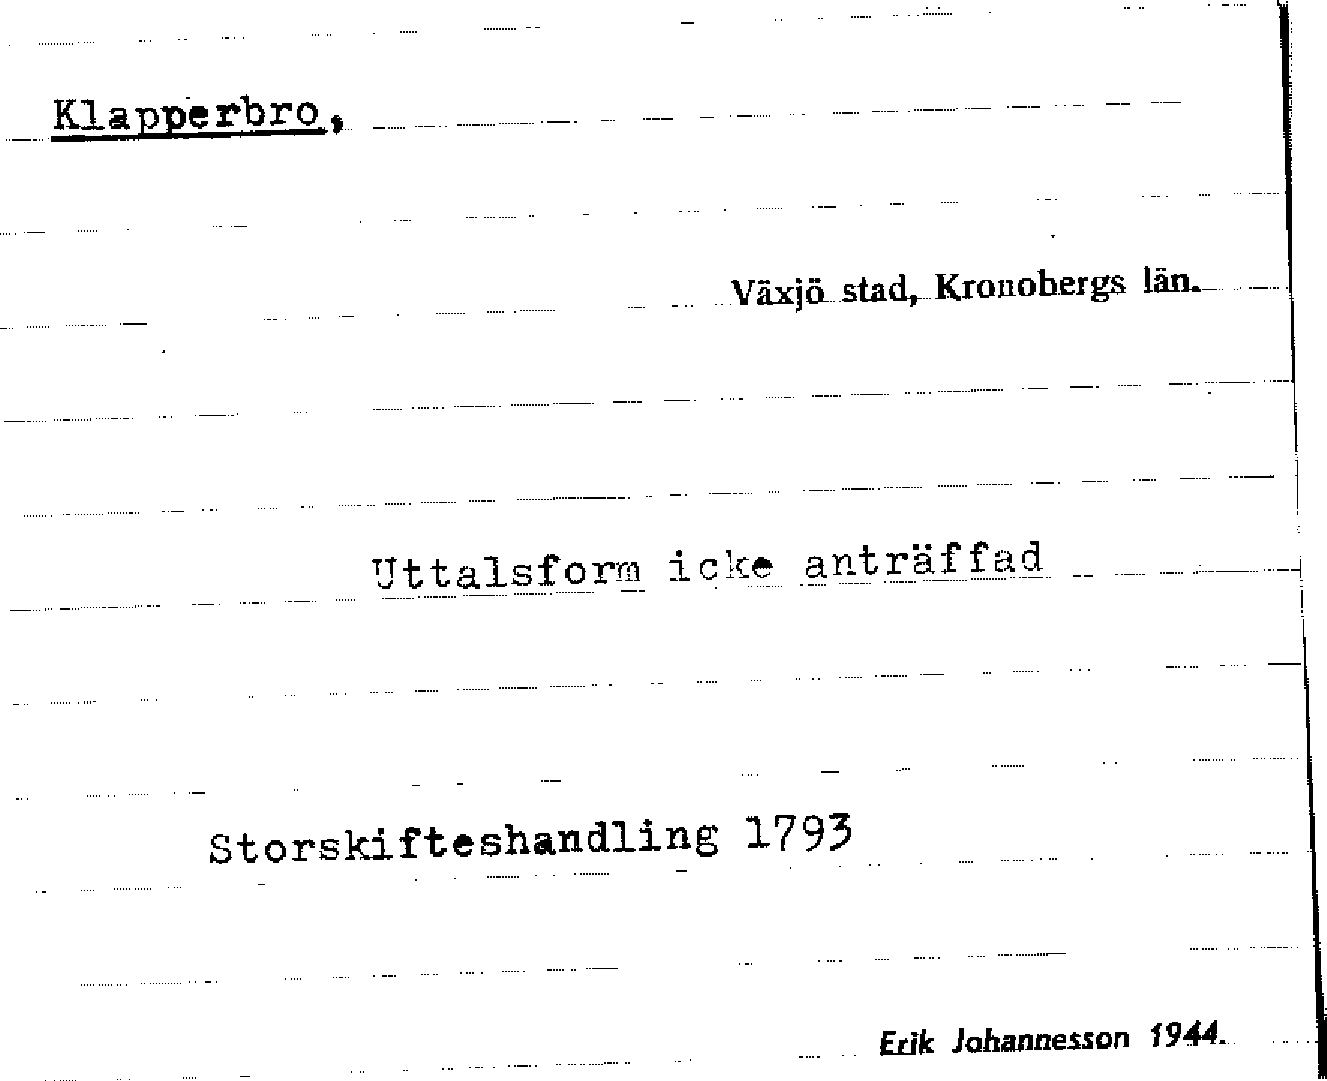 Klapperbro,
Växjö stad, Kronobergs län.
Uttalsform icke anträffad
Storskifteshandling 1793
Erik Johannesson 1944.